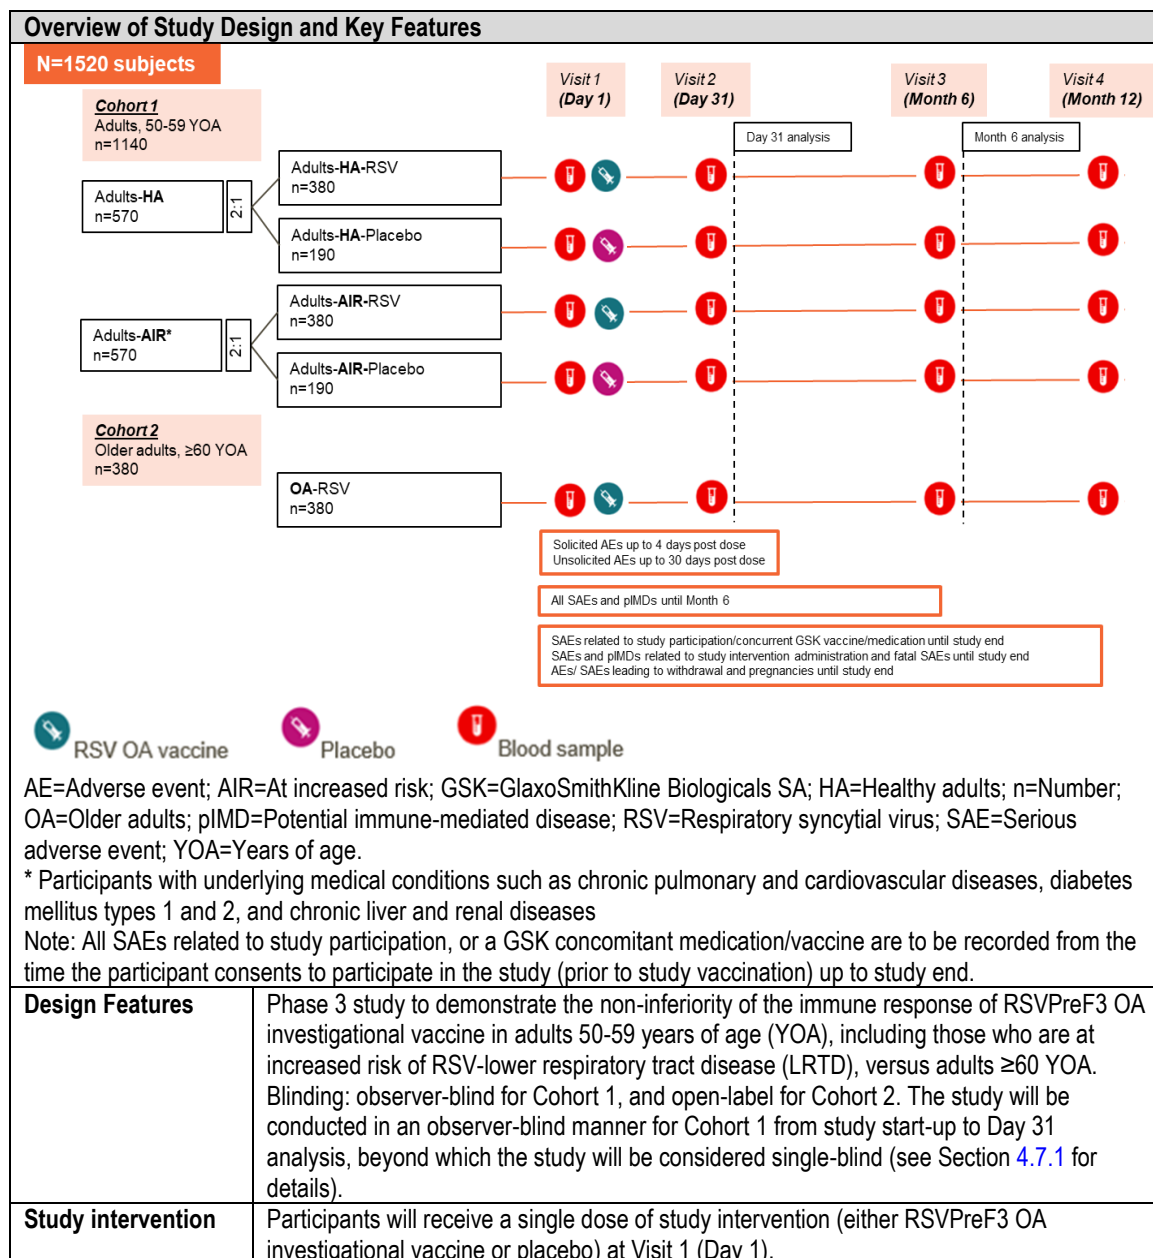 Overview of Study Design and Key Features
N=1520 subjects
Visit 1
(Day 1)
Visit 2
(Day 31)
Visit 3
(Month 6)
Visit 4
(Month 12)
Cohort 1
Adults, 50-59 YOA
n=1140
Day 31 analysis
Month 6 analysis
Adults-HA
n=570
2:1
Adults-HA-RSV
n=380
Adults-HA-Placebo
n=190
Adults-AIR*
n=570
2:1
Adults-AIR-RSV
n=380
Adults-AIR-Placebo
n=190
Cohort 2
Older adults, ≥60 YOA
n=380
OA-RSV
n=380
Solicited AEs up to 4 days post dose
Unsolicited AEs up to 30 days post dose
All SAEs and pIMDs until Month 6
SAEs related to study participation/concurrent GSK vaccine/medication until study end
SAEs and pIMDs related to study intervention administration and fatal SAEs until study end
AEs/ SAEs leading to withdrawal and pregnancies until study end
RSV OA vaccine
Placebo
Blood sample
AE=Adverse event; AIR=At increased risk; GSK=GlaxoSmithKline Biologicals SA; HA=Healthy adults; n=Number;
OA=Older adults; pIMD=Potential immune-mediated disease; RSV=Respiratory syncytial virus; SAE=Serious
adverse event; YOA=Years of age.
* Participants with underlying medical conditions such as chronic pulmonary and cardiovascular diseases, diabetes
mellitus types 1 and 2, and chronic liver and renal diseases
Note: All SAEs related to study participation, or a GSK concomitant medication/vaccine are to be recorded from the
time the participant consents to participate in the study (prior to study vaccination) up to study end.
Design Features
Phase 3 study to demonstrate the non-inferiority of the immune response of RSVPreF3 OA
investigational vaccine in adults 50-59 years of age (YOA), including those who are at
increased risk of RSV-lower respiratory tract disease (LRTD), versus adults ≥60 YOA.
Blinding: observer-blind for Cohort 1, and open-label for Cohort 2. The study will be
conducted in an observer-blind manner for Cohort 1 from study start-up to Day 31
analysis, beyond which the study will be considered single-blind (see Section 4.7.1 for
details).
Study intervention
Participants will receive a single dose of study intervention (either RSVPreF3 OA
investigational vaccine or placebo) at Visit 1 (Day 1).